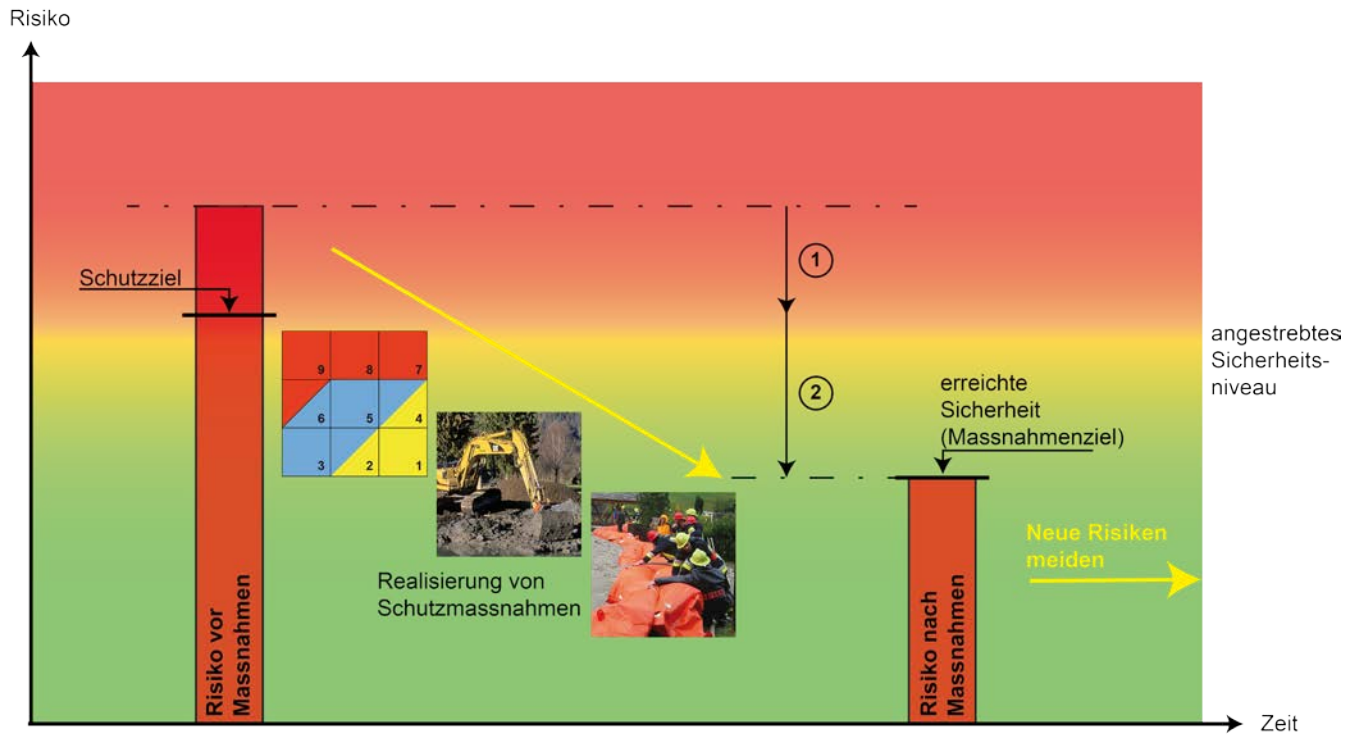 Risiko
Schutzziel
1
2
9 8 7
6 5 4
3 2 1
angestrebtes
Sicherheits-
niveau
erreichte
Sicherheit
(Massnahmenziel)
Realisierung von
Schutzmassnahmen
Risiko vor
Massnahmen
Risiko nach
Massnahmen
Neue Risiken
meiden
Zeit